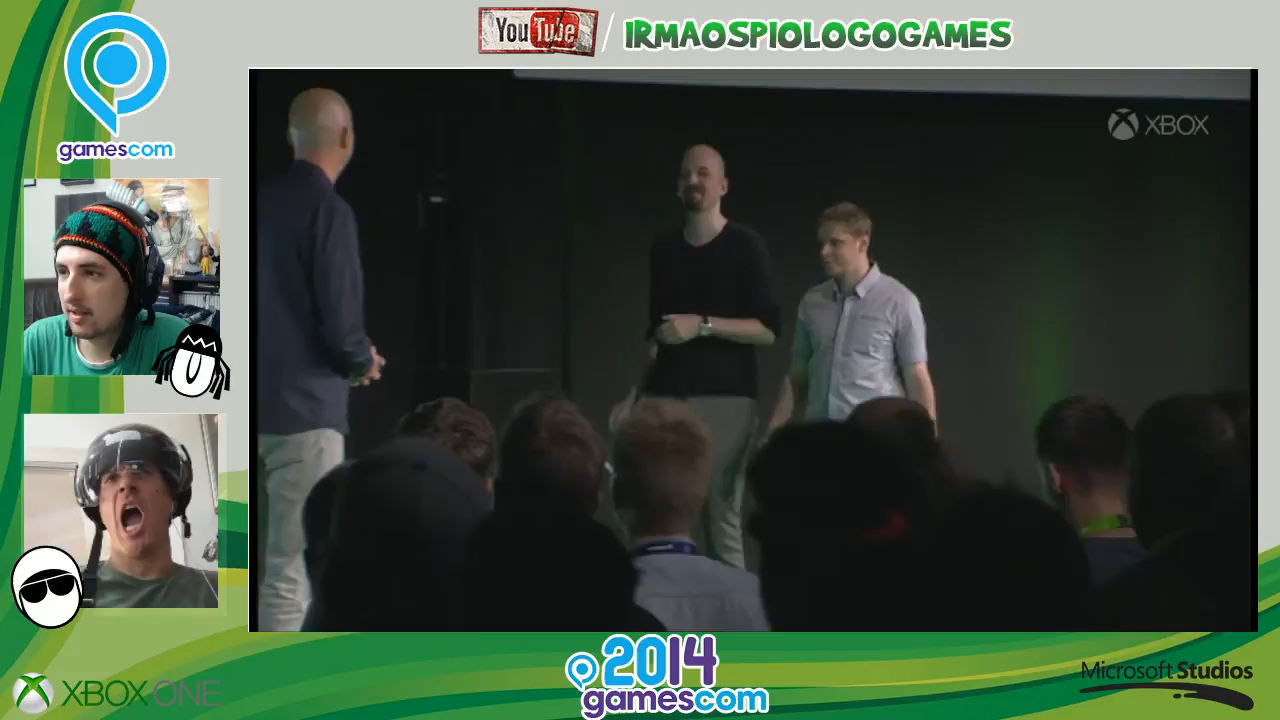 YouTube / IRMAOSPIOLOGOGAMES
gamescom
XBOX
XBOX ONE
2014
gamescom
Microsoft Studios